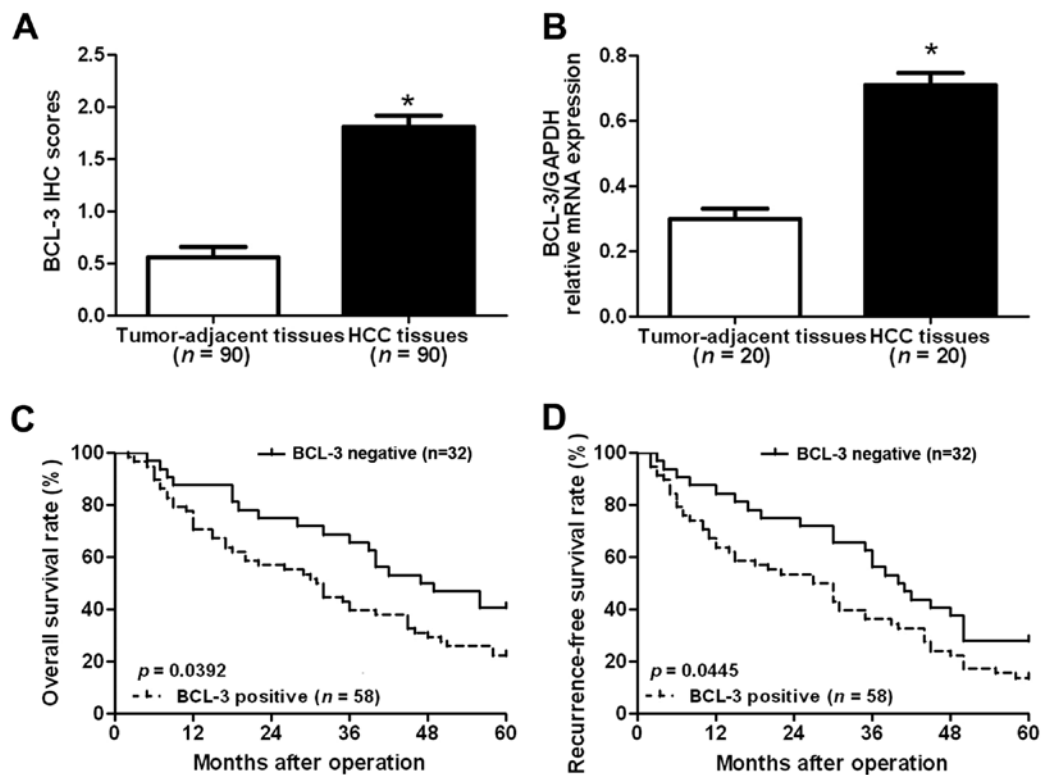 A
BCL-3 IHC scores
2.5
2.0
1.5
1.0
0.5
0.0
*
Tumor-adjacent tissues HCC tissues
(n = 90) (n = 90)
B
BCL-3/GAPDH
relative mRNA expression
0.8
0.6
0.4
0.2
0.0
*
Tumor-adjacent tissues HCC tissues
(n = 20) (n = 20)
C
Overall survival rate (%)
100
80
60
40
20
0
BCL-3 negative (n=32)
p = 0.0392
BCL-3 positive (n = 58)
0 12 24 36 48 60
Months after operation
D
Recurrence-free survival rate (%)
100
80
60
40
20
0
BCL-3 negative (n=32)
p = 0.0445
BCL-3 positive (n = 58)
0 12 24 36 48 60
Months after operation